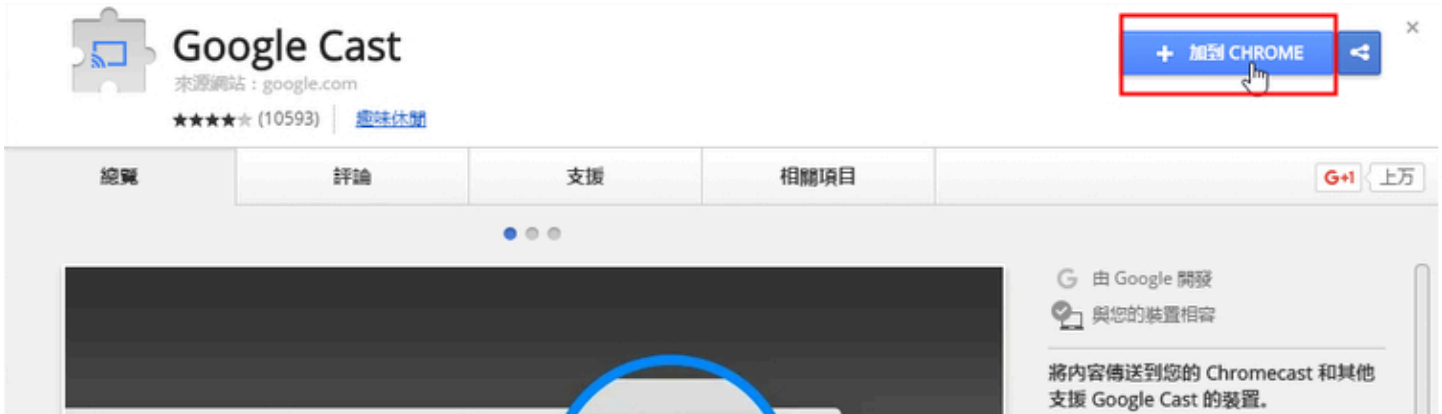 Google Cast
來源網站：google.com
(10593) 趣味休閒
+ 加到 CHROME
總覽 評論 支援 相關項目
G+1 上万
由 Google 開發
與您的裝置相容
將內容傳送到您的 Chromecast 和其他
支援 Google Cast 的裝置。